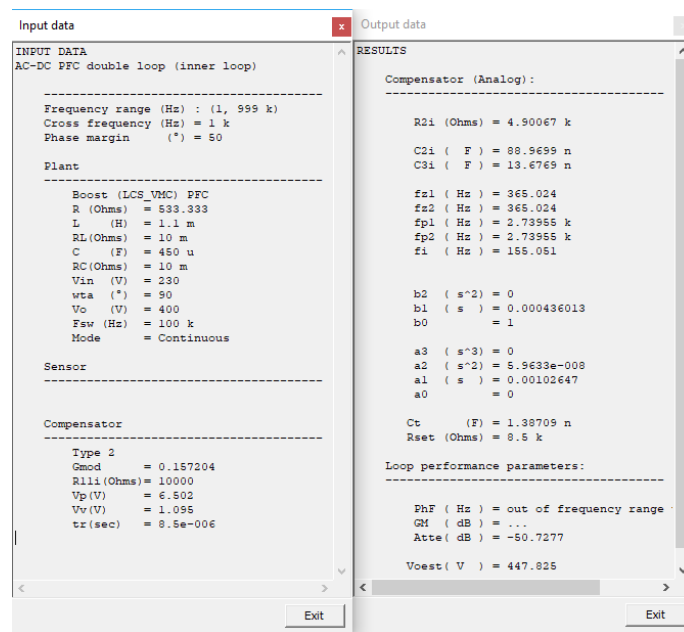 Input data
x
INPUT DATA
AC-DC PFC double loop (inner loop)
---------------------------------------
Frequency range (Hz) : (1, 999 k)
Cross frequency (Hz) = 1 k
Phase margin (°) = 50
Plant
---------------------------------------
Boost (LCS_VMC) PFC
R (Ohms) = 533.333
L (H) = 1.1 m
RL(Ohms) = 10 m
C (F) = 450 u
RC(Ohms) = 10 m
Vin (V) = 230
wta (°) = 90
Vo (V) = 400
Fsw (Hz) = 100 k
Mode = Continuous
Sensor
---------------------------------------
Compensator
---------------------------------------
Type 2
Gmod = 0.157204
R11i(Ohms)= 10000
Vp(V) = 6.502
Vv(V) = 1.095
tr(sec) = 8.5e-006
Exit
Output data
RESULTS
Compensator (Analog):
---------------------------------------
R2i (Ohms) = 4.90067 k
C2i ( F ) = 88.9699 n
C3i ( F ) = 13.6769 n
fz1 ( Hz ) = 365.024
fz2 ( Hz ) = 365.024
fp1 ( Hz ) = 2.73955 k
fp2 ( Hz ) = 2.73955 k
fi ( Hz ) = 155.051
b2 ( s^2) = 0
b1 ( s ) = 0.000436013
b0 = 1
a3 ( s^3) = 0
a2 ( s^2) = 5.9633e-008
a1 ( s ) = 0.00102647
a0 = 0
Ct (F) = 1.38709 n
Rset (Ohms) = 8.5 k
Loop performance parameters:
---------------------------------------
PhF ( Hz ) = out of frequency range
GM ( dB ) = ...
Atte( dB ) = -50.7277
Voest( V ) = 447.825
Exit